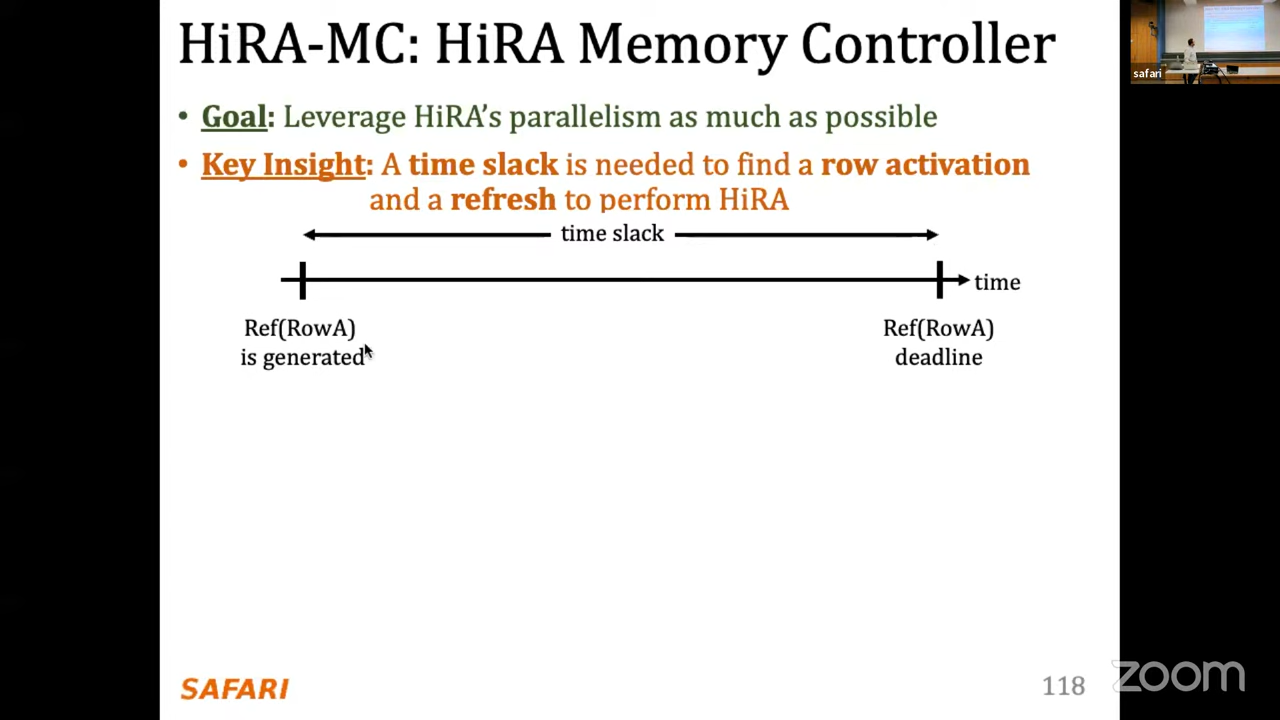 HiRA-MC: HiRA Memory Controller
• Goal: Leverage HiRA’s parallelism as much as possible
• Key Insight: A time slack is needed to find a row activation
and a refresh to perform HiRA
time slack
time
Ref(RowA)
is generated
Ref(RowA)
deadline
SAFARI
118
safari
zoom